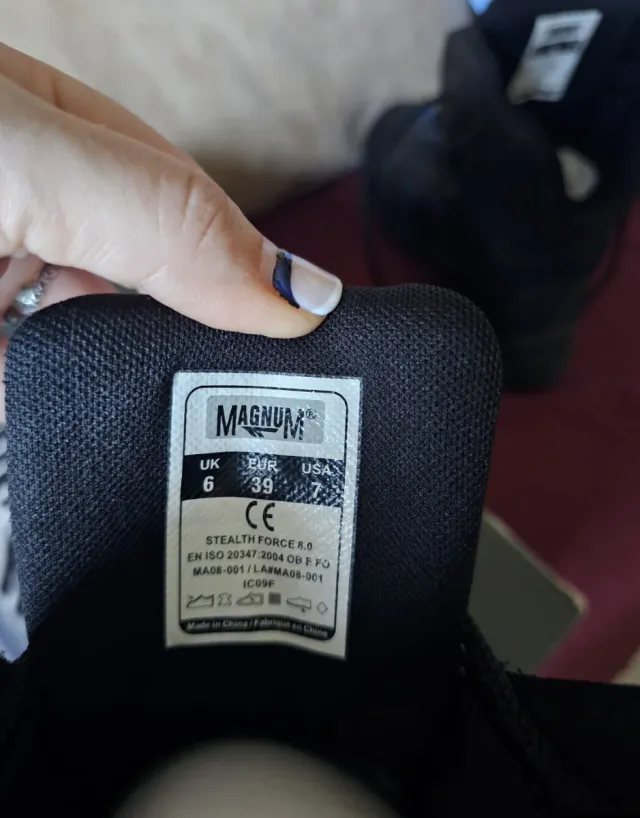 MAGNUM®
UK EUR USA
6 39 7
CE
STEALTH FORCE 8.0
EN ISO 20347:2004 OB E FO
MA08-001 / LA#MA08-001
IC09F
Made in China / Fabriqué en Chine